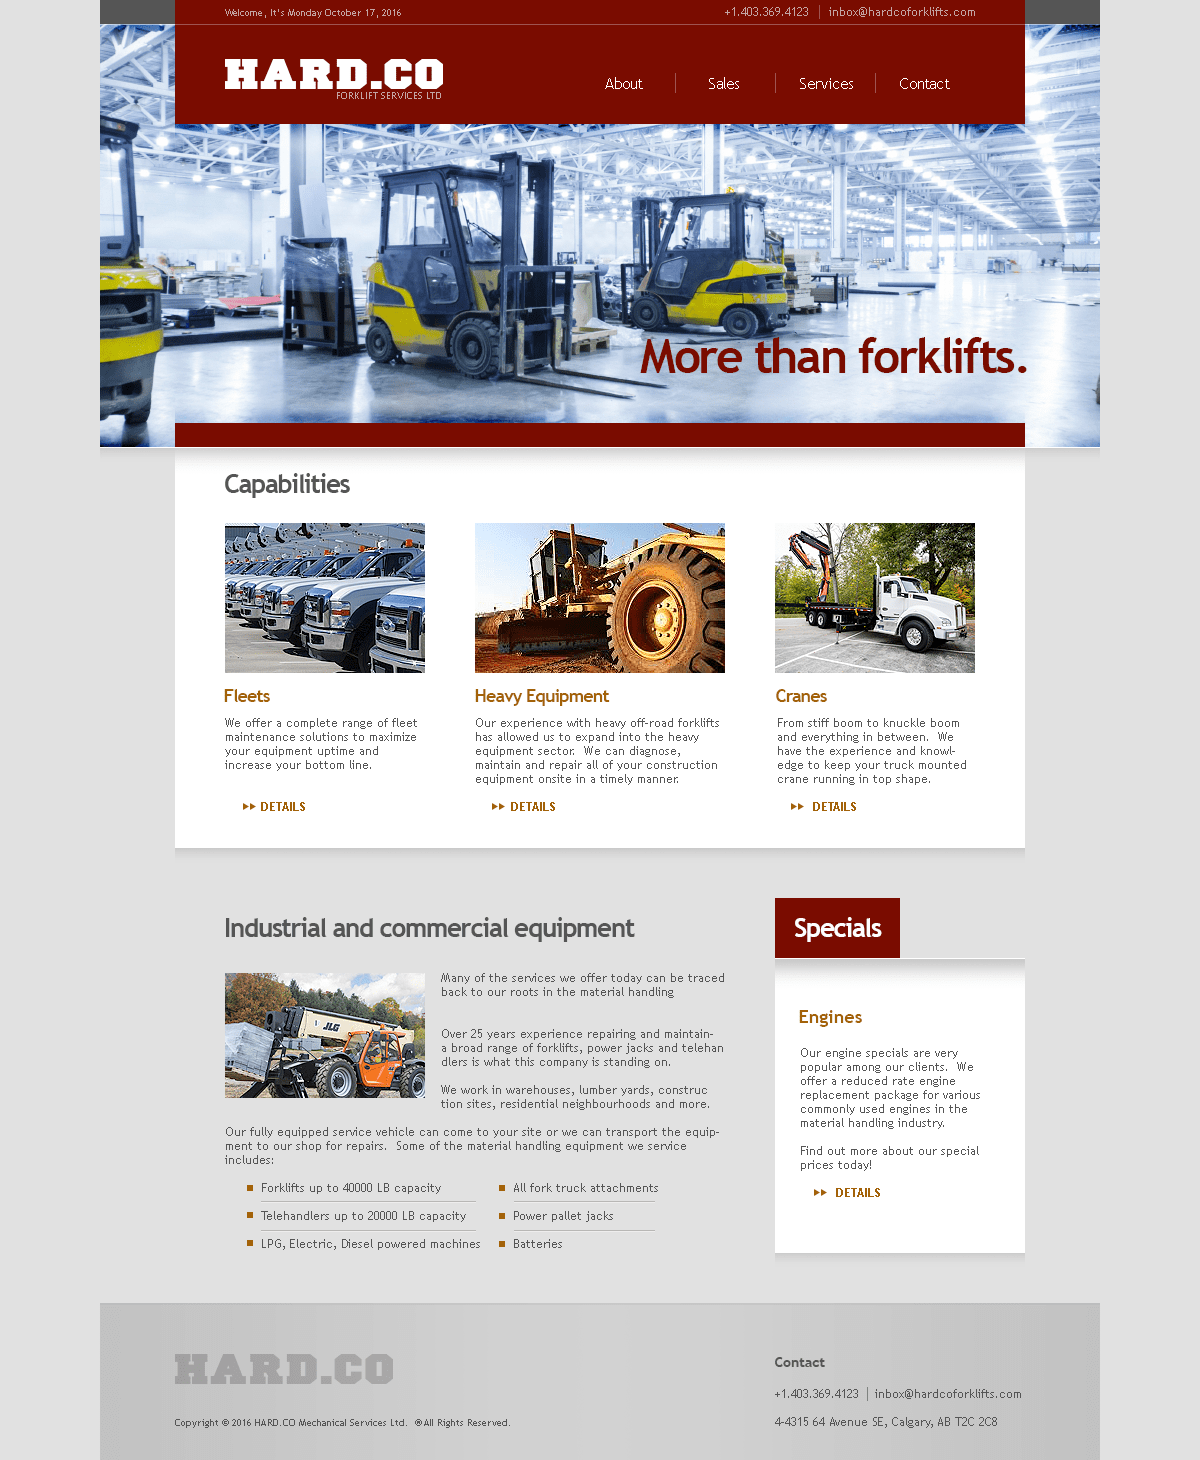 Welcome, It's Monday October 17, 2016
+1.403.369.4123 | inbox@hardcoforklifts.com
HARD.CO
FORKLIFT SERVICES LTD
About
Sales
Services
Contact
More than forklifts.
Capabilities
Fleets
We offer a complete range of fleet
maintenance solutions to maximize
your equipment uptime and
increase your bottom line.
DETAILS
Heavy Equipment
Our experience with heavy off-road forklifts
has allowed us to expand into the heavy
equipment sector. We can diagnose,
maintain and repair all of your construction
equipment onsite in a timely manner.
DETAILS
Cranes
From stiff boom to knuckle boom
and everything in between. We
have the experience and knowl-
edge to keep your truck mounted
crane running in top shape.
DETAILS
Industrial and commercial equipment
JLG
Many of the services we offer today can be traced
back to our roots in the material handling
Over 25 years experience repairing and maintain-
a broad range of forklifts, power jacks and telehan
dlers is what this company is standing on.
We work in warehouses, lumber yards, construc
tion sites, residential neighbourhoods and more.
Our fully equipped service vehicle can come to your site or we can transport the equip-
ment to our shop for repairs. Some of the material handling equipment we service
includes:
Forklifts up to 40000 LB capacity
Telehandlers up to 20000 LB capacity
LPG, Electric, Diesel powered machines
All fork truck attachments
Power pallet jacks
Batteries
Specials
Engines
Our engine specials are very
popular among our clients. We
offer a reduced rate engine
replacement package for various
commonly used engines in the
material handling industry.
Find out more about our special
prices today!
DETAILS
HARD.CO
Copyright © 2016 HARD.CO Mechanical Services Ltd. ® All Rights Reserved.
Contact
+1.403.369.4123 | inbox@hardcoforklifts.com
4-4315 64 Avenue SE, Calgary, AB T2C 2C8